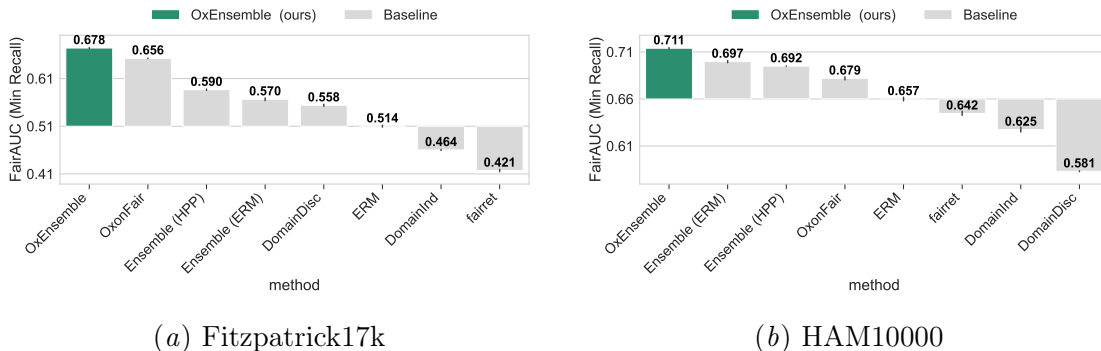 OxEnsemble (ours) Baseline
FairAUC (Min Recall)
0.61
0.51
0.41
0.678
0.656
0.590
0.570
0.558
0.514
0.464
0.421
OxEnsemble
OxonFair
Ensemble (HPP)
Ensemble (ERM)
DomainDisc
ERM
DomainInd
fairret
method
(a) Fitzpatrick17k
OxEnsemble (ours) Baseline
FairAUC (Min Recall)
0.71
0.66
0.61
0.711
0.697
0.692
0.679
0.657
0.642
0.625
0.581
OxEnsemble
Ensemble (ERM)
Ensemble (HPP)
OxonFair
ERM
fairret
DomainInd
DomainDisc
method
(b) HAM10000